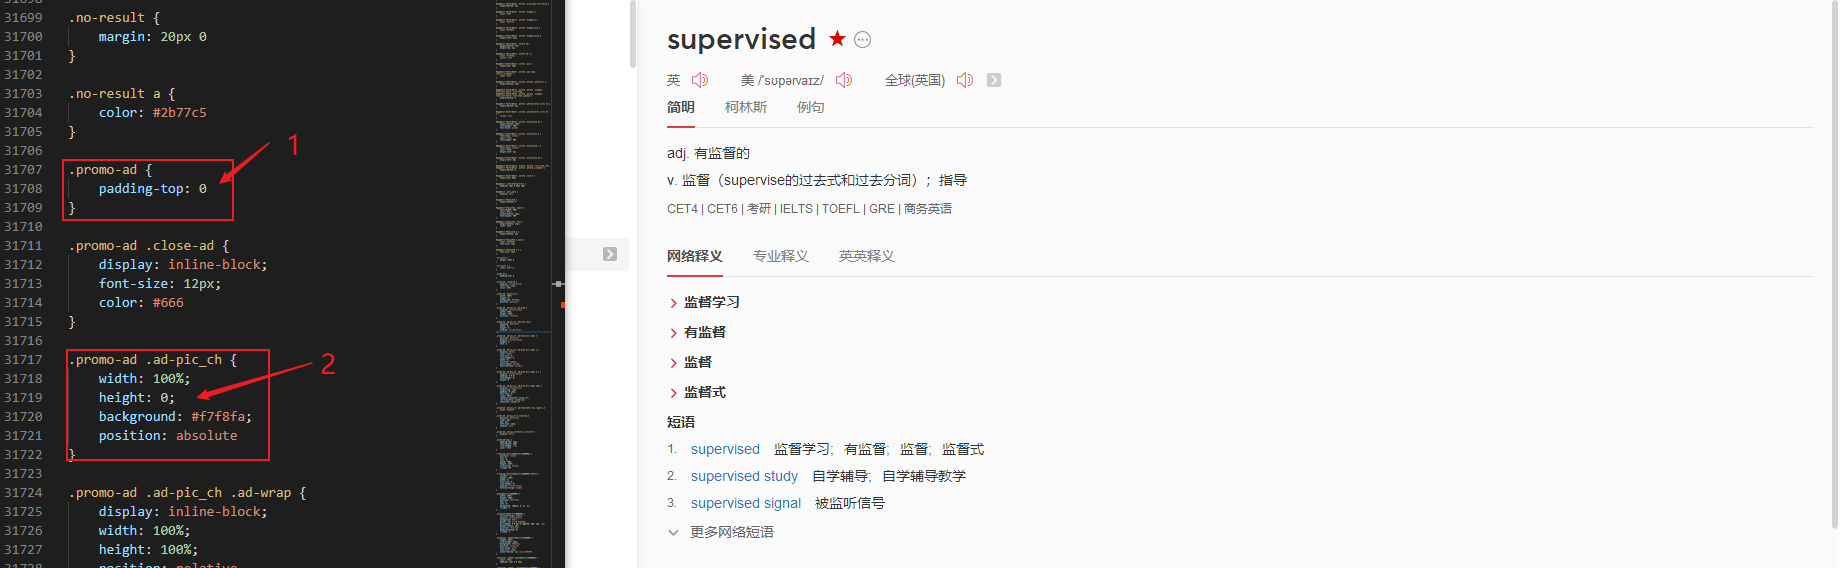 31699 .no-result {
31700 margin: 20px 0
31701 }
31702
31703 .no-result a {
31704 color: #2b77c5
31705 }
31706
31707 .promo-ad {
31708 padding-top: 0
31709 }
31710
31711 .promo-ad .close-ad {
31712 display: inline-block;
31713 font-size: 12px;
31714 color: #666
31715 }
31716
31717 .promo-ad .ad-pic_ch {
31718 width: 100%;
31719 height: 0;
31720 background: #f7f8fa;
31721 position: absolute
31722 }
31723
31724 .promo-ad .ad-pic_ch .ad-wrap {
31725 display: inline-block;
31726 width: 100%;
31727 height: 100%;
1
2
supervised
英 美 /ˈsʊpərvaɪz/ 全球(英国)
简明 柯林斯 例句
adj. 有监督的
v. 监督（supervise的过去式和过去分词）；指导
CET4 | CET6 | 考研 | IELTS | TOEFL | GRE | 商务英语
网络释义 专业释义 英英释义
监督学习
有监督
监督
监督式
短语
1. supervised 监督学习; 有监督; 监督; 监督式
2. supervised study 自学辅导; 自学辅导教学
3. supervised signal 被监听信号
更多网络短语